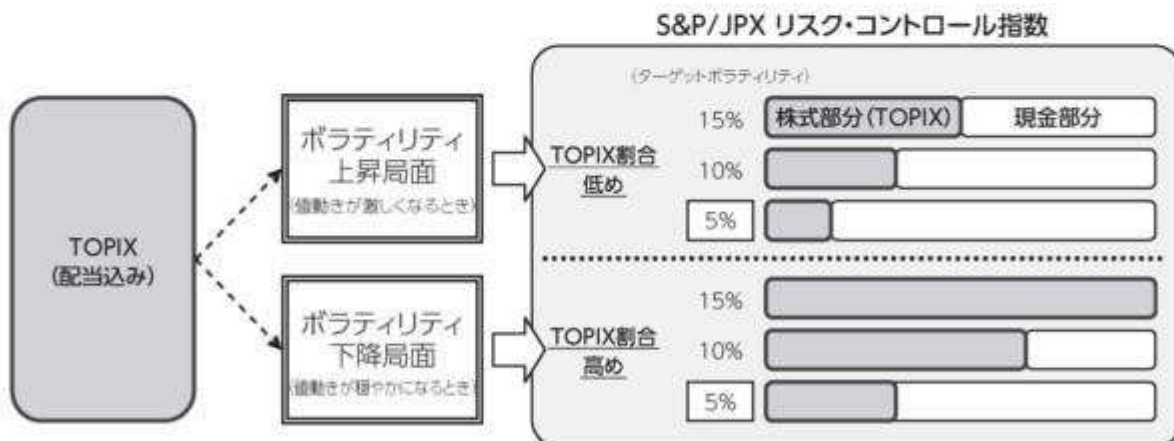 S&P/JPX リスク・コントロール指数
(ターゲットボラティリティ)
TOPIX
(配当込み)
ボラティリティ
上昇局面
(値動きが激しくなるとき)
TOPIX割合
低め
15%
株式部分(TOPIX)
現金部分
10%
5%
ボラティリティ
下降局面
(値動きが穏やかになるとき)
TOPIX割合
高め
15%
10%
5%